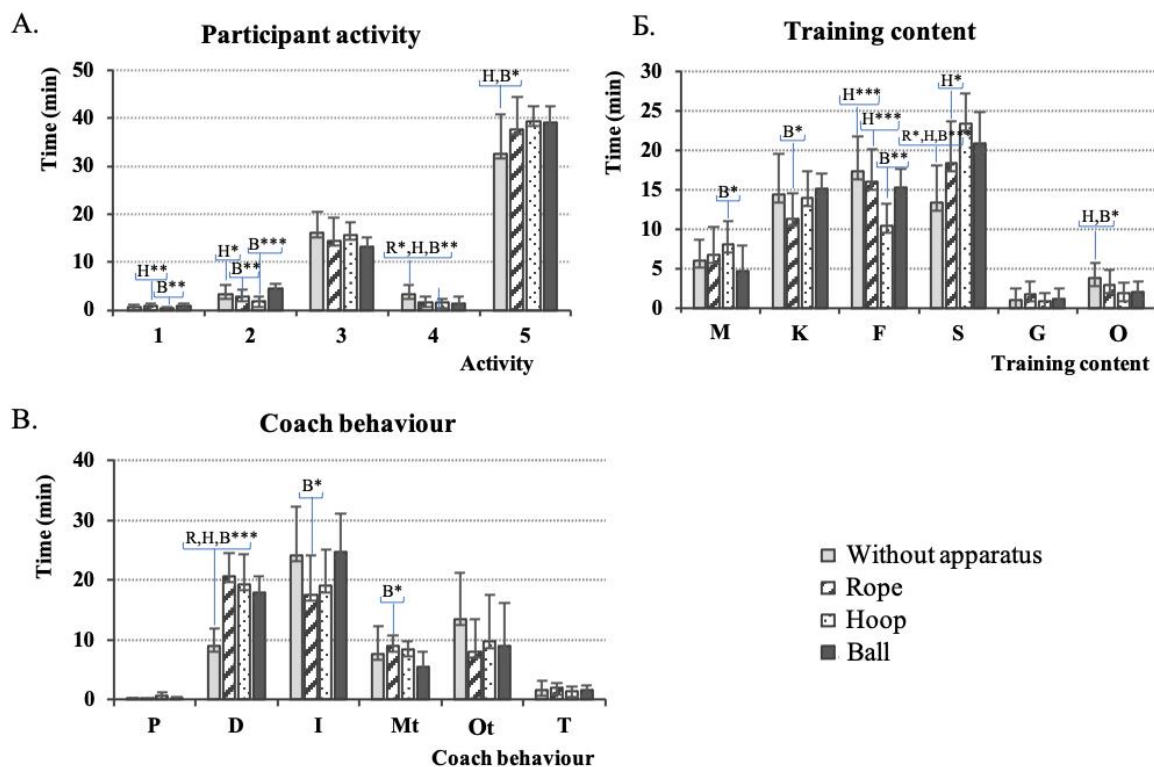 А.
Participant activity
Time (min)
50
40
30
20
10
0
H**
B**
H*
B**
B***
R*,H,B**
H,B*
1 2 3 4 5
Activity
Б.
Training content
Time (min)
30
25
20
15
10
5
0
B*
B*
H***
H***
B**
R*,H,B***
H*
H,B*
M K F S G O
Training content
В.
Coach behaviour
Time (min)
40
30
20
10
0
R,H,B***
B*
B*
P D I Mt Ot T
Coach behaviour
Without apparatus
Rope
Hoop
Ball